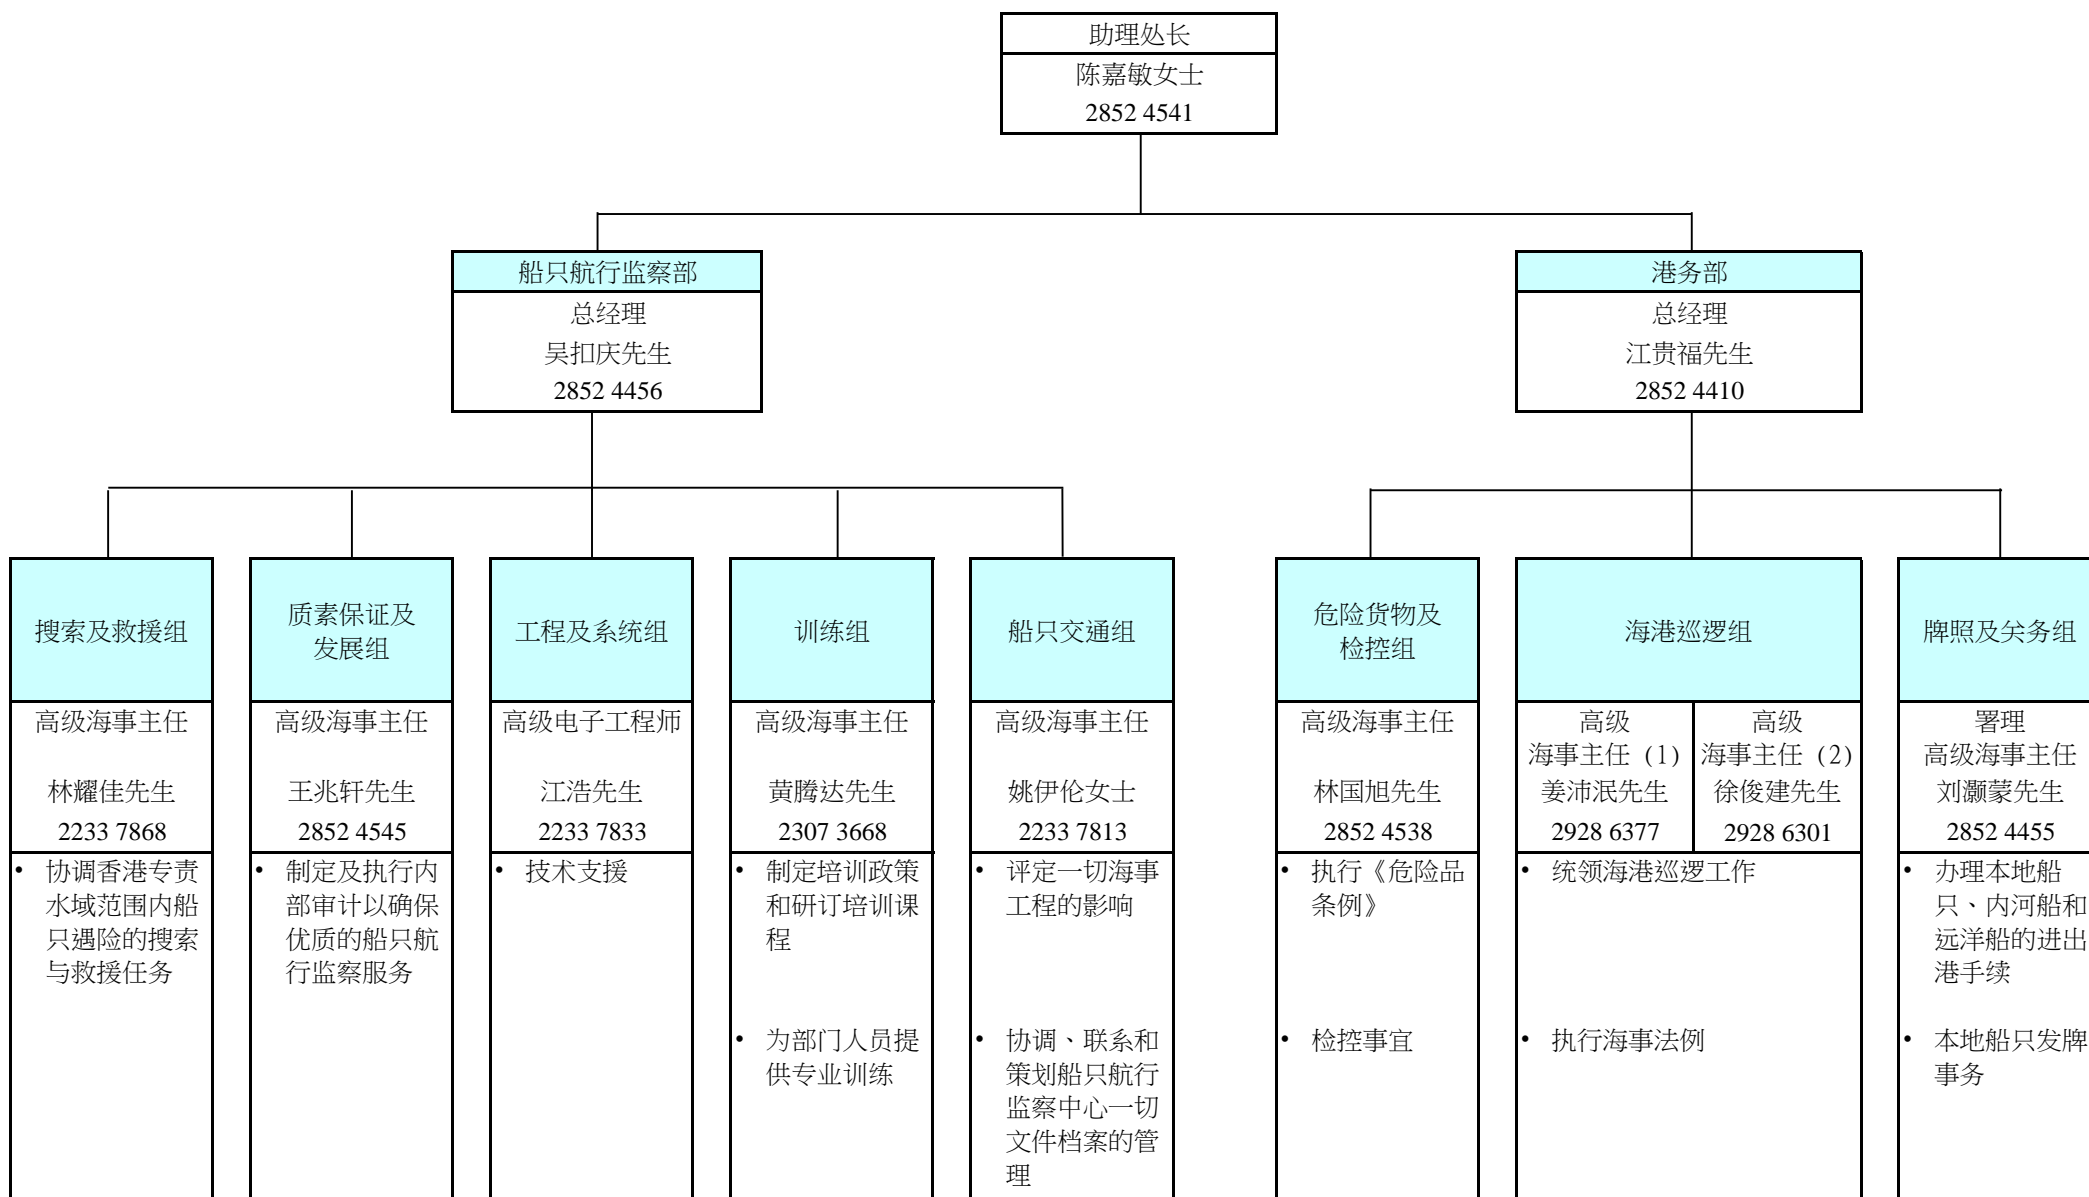 助理处长
陈嘉敏女士
2852 4541
船只航行监察部
总经理
吴扣庆先生
2852 4456
港务部
总经理
江贵福先生
2852 4410
搜索及救援组
高级海事主任
林耀佳先生
2233 7868
• 协调香港专责
水域范围内船
只遇险的搜索
与救援任务
质素保证及
发展组
高级海事主任
王兆轩先生
2852 4545
• 制定及执行内
部审计以确保
优质的船只航
行监察服务
工程及系统组
高级电子工程师
江浩先生
2233 7833
• 技术支援
训练组
高级海事主任
黄腾达先生
2307 3668
• 制定培训政策
和研订培训课
程
• 为部门人员提
供专业训练
船只交通组
高级海事主任
姚伊伦女士
2233 7813
• 评定一切海事
工程的影响
• 协调、联系和
策划船只航行
监察中心一切
文件档案的管
理
危险货物及
检控组
高级海事主任
林国旭先生
2852 4538
• 执行《危险品
条例》
• 检控事宜
海港巡逻组
高级
海事主任 (1)
姜沛泯先生
2928 6377
高级
海事主任 (2)
徐俊建先生
2928 6301
• 统领海港巡逻工作
• 执行海事法例
牌照及关务组
署理
高级海事主任
刘灏蒙先生
2852 4455
• 办理本地船
只、内河船和
远洋船的进出
港手续
• 本地船只发牌
事务